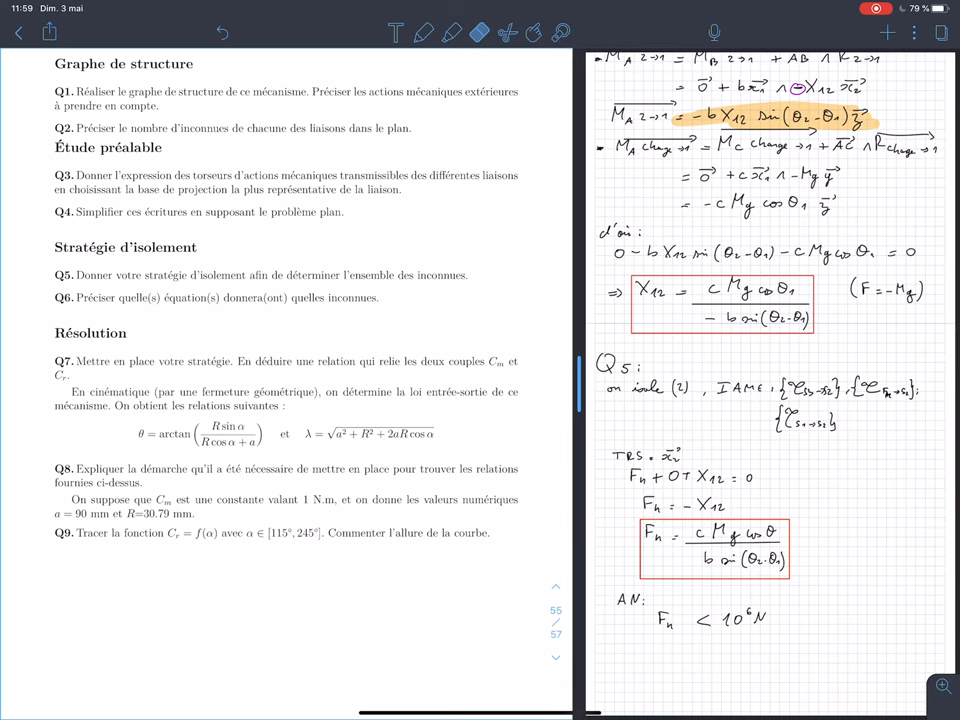 11:59 Dim. 3 mai
79 %
Graphe de structure
Q1. Réaliser le graphe de structure de ce mécanisme. Préciser les actions mécaniques extérieures
à prendre en compte.
Q2. Préciser le nombre d'inconnues de chacune des liaisons dans le plan.
Étude préalable
Q3. Donner l'expression des torseurs d'actions mécaniques transmissibles des différentes liaisons
en choisissant la base de projection la plus représentative de la liaison.
Q4. Simplifier ces écritures en supposant le problème plan.
Stratégie d'isolement
Q5. Donner votre stratégie d'isolement afin de déterminer l'ensemble des inconnues.
Q6. Préciser quelle(s) équation(s) donnera(ont) quelles inconnues.
Résolution
Q7. Mettre en place votre stratégie. En déduire une relation qui relie les deux couples Cm et
Cr.
En cinématique (par une fermeture géométrique), on détermine la loi entrée-sortie de ce
mécanisme. On obtient les relations suivantes :
θ = arctan (R sin α / (R cos α + a)) et λ = √(a² + R² + 2aR cos α)
Q8. Expliquer la démarche qu'il a été nécessaire de mettre en place pour trouver les relations
fournies ci-dessus.
On suppose que Cm est une constante valant 1 N.m, et on donne les valeurs numériques
a = 90 mm et R=30.79 mm.
Q9. Tracer la fonction Cr = f(α) avec α ∈ [115°, 245°]. Commenter l'allure de la courbe.
55
/
57
M A 2→1 = M B 2→1 + AB ∧ R 2→1
= 0 + b x1 ∧ - X12 x2
M A 2→1 = - b X12 sin(θ2-θ1) z
• M A charge→1 = M C charge→1 + AC ∧ R charge→1
= 0 + c x1 ∧ -Mg y
= -c Mg cos θ1 z
d'où :
0 - b X12 sin(θ2-θ1) - c Mg cos θ1 = 0
=> X12 = c Mg cos θ1 / - b sin(θ2-θ1) (F = -Mg)
Q5:
on isole (2), IAME :
TRS . x2
Fh + 0 + X12 = 0
Fh = - X12
Fh = c Mg cos θ / b sin(θ2-θ1)
AN:
Fh < 10⁶ N